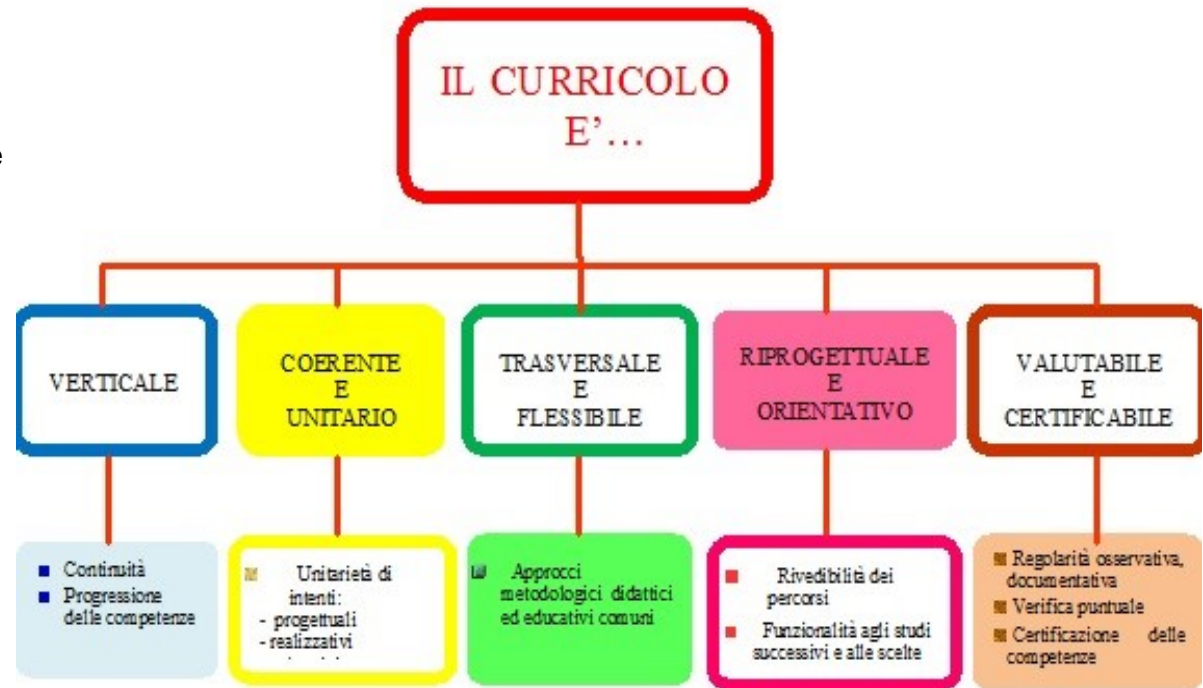 IL CURRICOLO
E'...
e
VERTICALE
COERENTE
E
UNITARIO
TRASVERSALE
E
FLESSIBILE
RIPROGETTUALE
E
ORIENTATIVO
VALUTABILE
E
CERTIFICABILE
Continuità
Progressione
delle competenze
Unitarietà di
intenti:
- progettuali
- realizzativi
Approcci
metodologici didattici
ed educativi comuni
Rivedibilità dei
percorsi
Funzionalità agli studi
successivi e alle scelte
Regolarità osservativa,
documentativa
Verifica puntuale
Certificazione delle
competenze